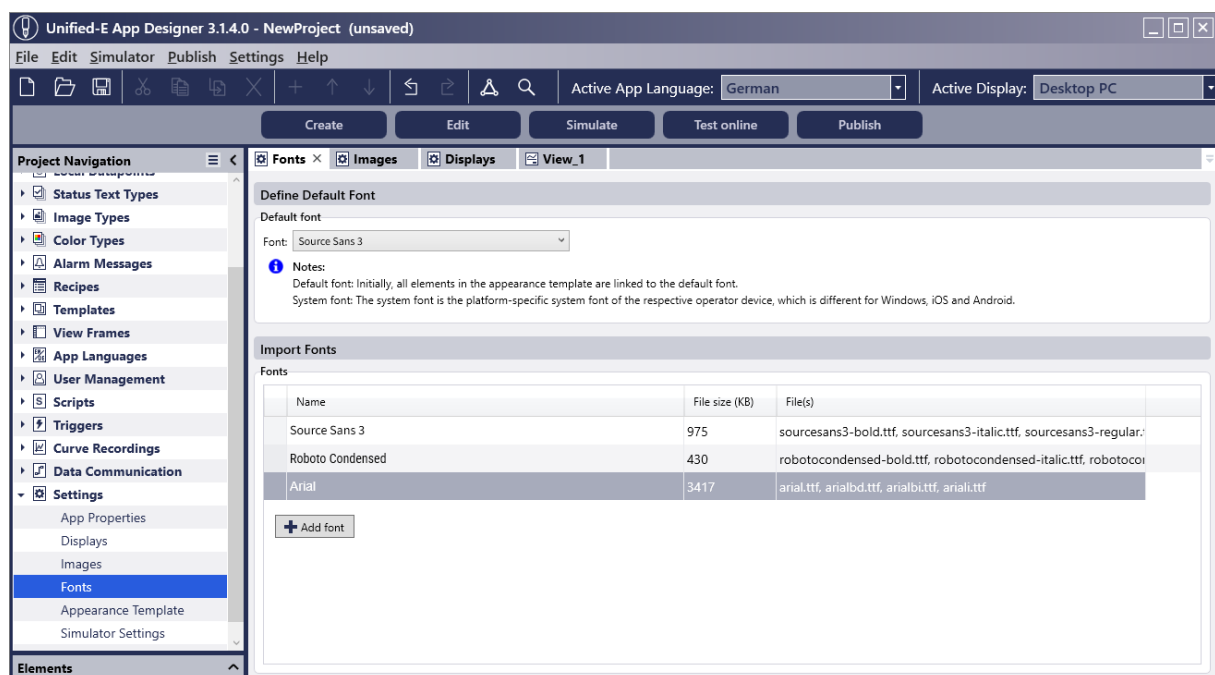 Unified-E App Designer 3.1.4.0 - NewProject (unsaved)
File Edit Simulator Publish Settings Help
Active App Language: German Active Display: Desktop PC
Create Edit Simulate Test online Publish
Project Navigation
Local Datapoints
Status Text Types
Image Types
Color Types
Alarm Messages
Recipes
Templates
View Frames
App Languages
User Management
Scripts
Triggers
Curve Recordings
Data Communication
Settings
App Properties
Displays
Images
Fonts
Appearance Template
Simulator Settings
Elements
Fonts Images Displays View_1
Define Default Font
Default font
Font: Source Sans 3
Notes:
Default font: Initially, all elements in the appearance template are linked to the default font.
System font: The system font is the platform-specific system font of the respective operator device, which is different for Windows, iOS and Android.
Import Fonts
Fonts
Name File size (KB) File(s)
Source Sans 3 975 sourcesans3-bold.ttf, sourcesans3-italic.ttf, sourcesans3-regular.
Roboto Condensed 430 robotocondensed-bold.ttf, robotocondensed-italic.ttf,
Arial 3417 arial.ttf, arialbd.ttf, arialbi.ttf, ariali.ttf
Add font